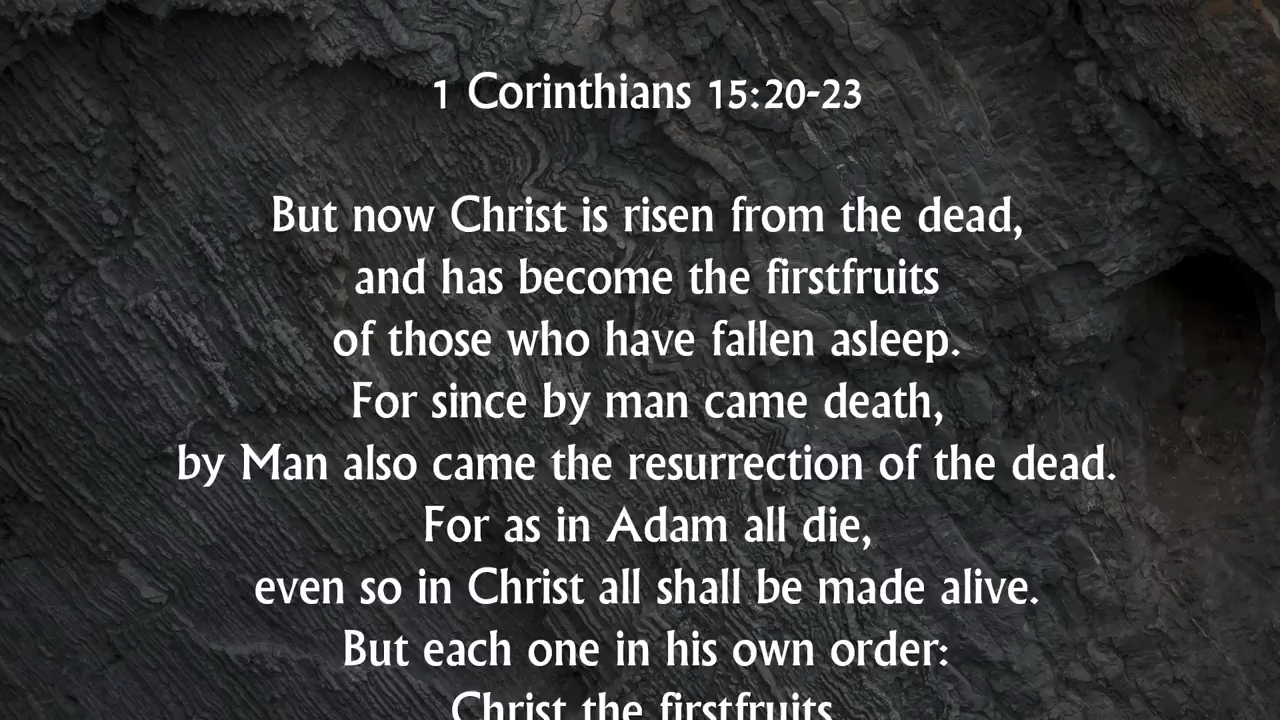 1 Corinthians 15:20-23
But now Christ is risen from the dead,
and has become the firstfruits
of those who have fallen asleep.
For since by man came death,
by Man also came the resurrection of the dead.
For as in Adam all die,
even so in Christ all shall be made alive.
But each one in his own order:
Christ the firstfruits